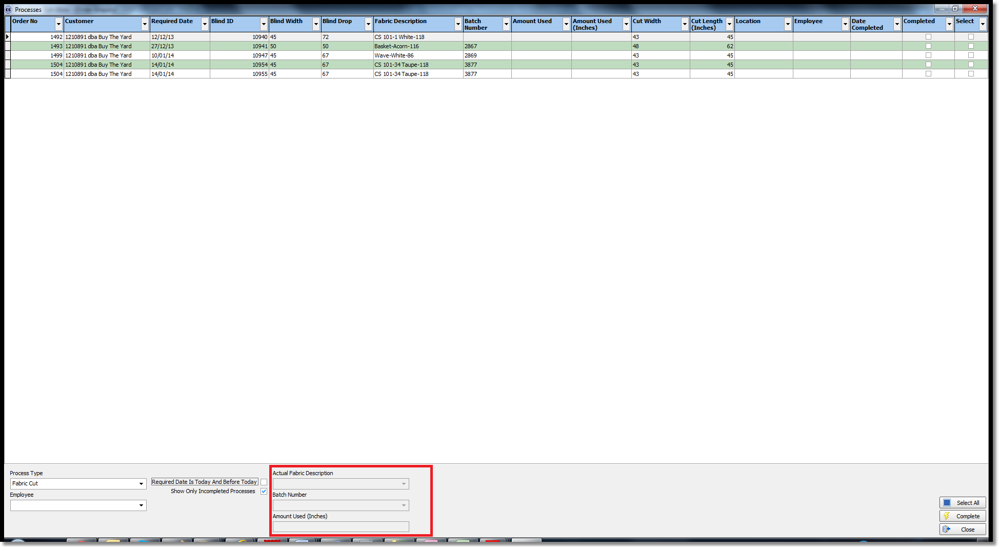 Processes
Order No Customer Required Date Blind ID Blind Width Blind Drop Fabric Description Batch Number Amount Used Amount Used (Inches) Cut Width Cut Length (Inches) Location Employee Date Completed Completed Select
1492 1210891 dba Buy The Yard 12/12/13 10940 45 72 CS 101-1 White-118 43 45
1493 1210891 dba Buy The Yard 27/12/13 10941 50 50 Basket-Acorn-116 2867 48 62
1499 1210891 dba Buy The Yard 10/01/14 10947 45 67 Wave-White-86 2869 43 45
1504 1210891 dba Buy The Yard 14/01/14 10954 45 67 CS 101-34 Taupe-118 3877 43 45
1504 1210891 dba Buy The Yard 14/01/14 10955 45 67 CS 101-34 Taupe-118 3877 43 45
Process Type
Fabric Cut
Employee
Required Date Is Today And Before Today
Show Only Incompleted Processes
Actual Fabric Description
Batch Number
Amount Used (Inches)
Select All
Complete
Close